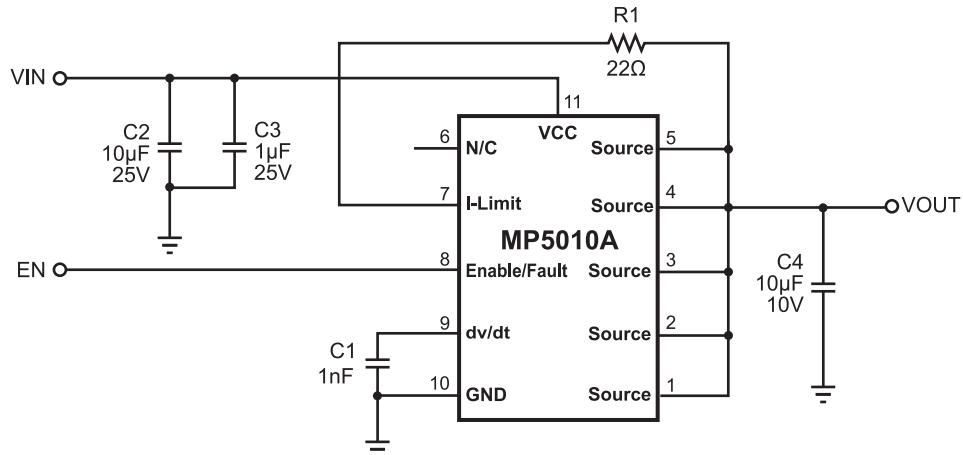 R1
22Ω
VIN
C2
10µF
25V
C3
1µF
25V
11
VCC
6
N/C
Source
5
7
I-Limit
Source
4
VOUT
MP5010A
EN
8
Enable/Fault
Source
3
C4
10µF
10V
9
dv/dt
Source
2
C1
1nF
10
GND
Source
1